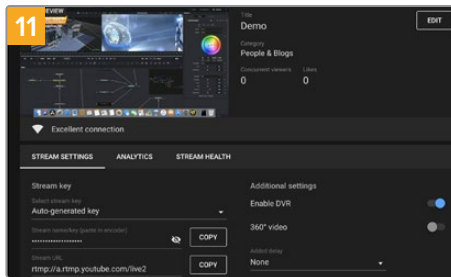 11
PREVIEW
Title
Demo
EDIT
Category
People & Blogs
Concurrent viewers Likes
0 0
Excellent connection
STREAM SETTINGS ANALYTICS STREAM HEALTH
Stream key
Additional settings
Select stream key
Auto-generated key
Enable DVR
Stream name/key (paste in encoder)
360° video
•••••••••••••••••••
COPY
Added delay
None
Stream URL
rtmp://a.rtmp.youtube.com/live2
COPY